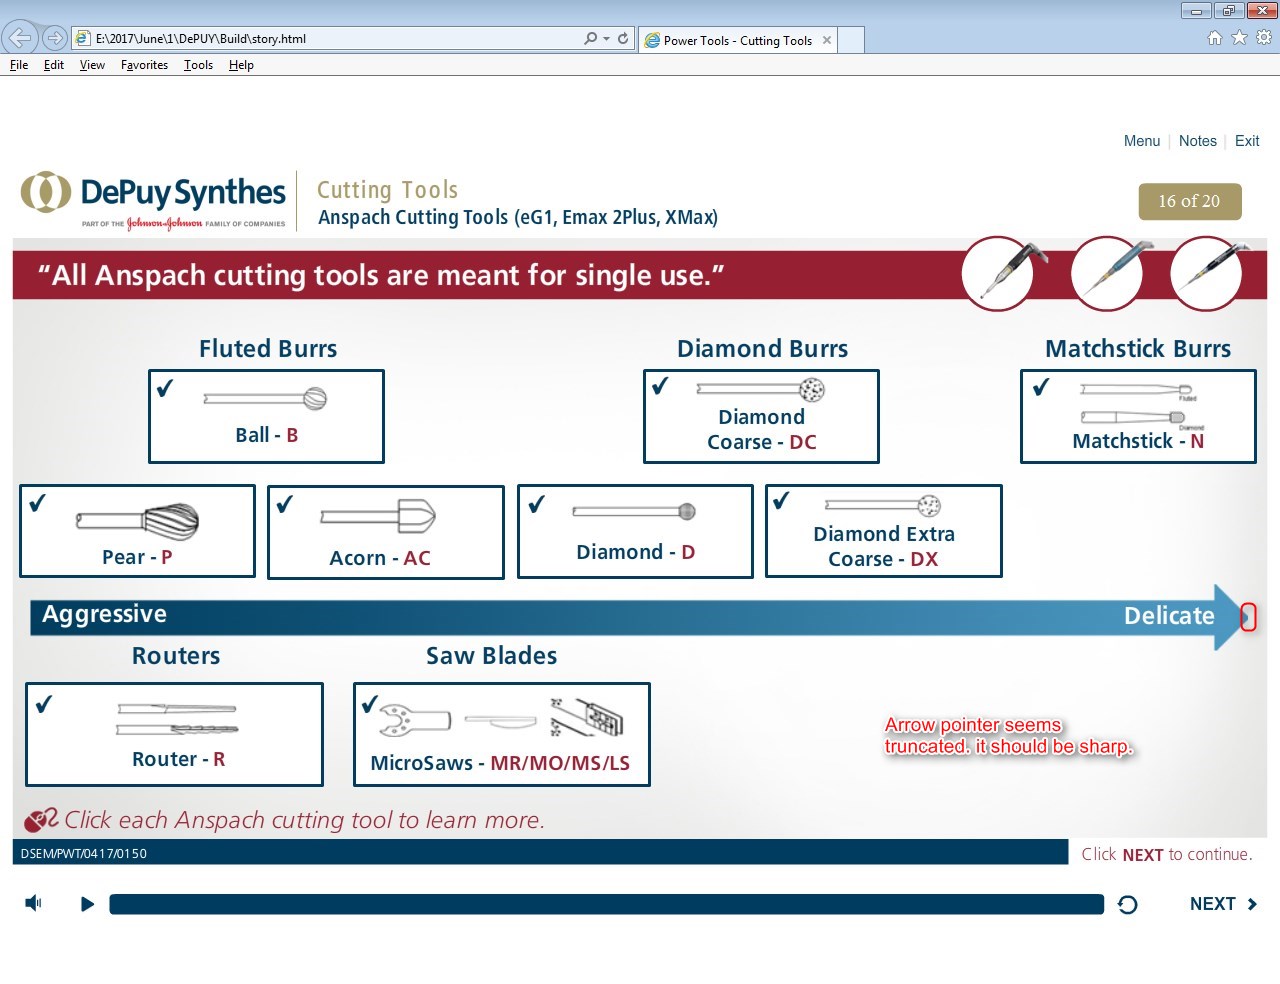 E:\2017\June\1\DePUY\Build\story.html
Power Tools - Cutting Tools
File Edit View Favorites Tools Help
Menu | Notes | Exit
DePuy Synthes
PART OF THE Johnson & Johnson FAMILY OF COMPANIES
Cutting Tools
Anspach Cutting Tools (eG1, Emax 2Plus, XMax)
16 of 20
“All Anspach cutting tools are meant for single use.”
Fluted Burrs
Diamond Burrs
Matchstick Burrs
Ball - B
Diamond
Coarse - DC
Fluted
Diamond
Matchstick - N
Pear - P
Acorn - AC
Diamond - D
Diamond Extra
Coarse - DX
Aggressive
Delicate
Routers
Saw Blades
Router - R
MicroSaws - MR/MO/MS/LS
Arrow pointer seems
truncated. it should be sharp.
Click each Anspach cutting tool to learn more.
DSEM/PWT/0417/0150
Click NEXT to continue.
NEXT